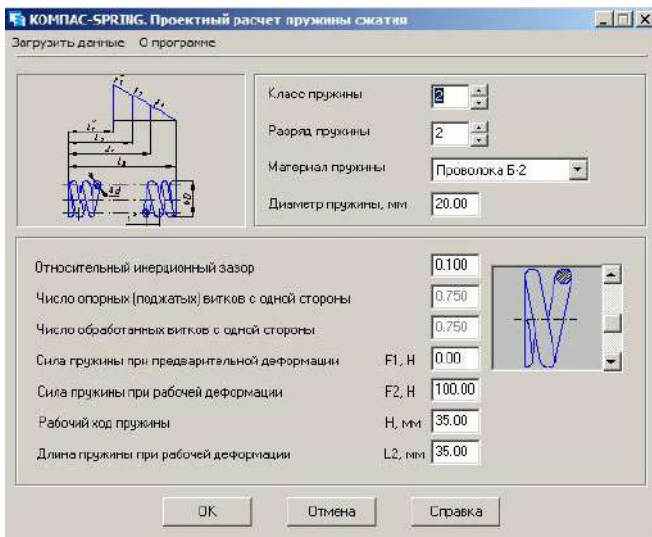 КОМПАС-SPRING. Проектный расчет пружины сжатия
Загрузить данные О программе
Класс пружины 2
Разряд пружины 2
Материал пружины Проволока Б-2
Диаметр пружины, мм 20.00
Относительный инерционный зазор 0.100
Число опорных (поджатых) витков с одной стороны 0.750
Число обработанных витков с одной стороны 0.750
Сила пружины при предварительной деформации F1, Н 0.00
Сила пружины при рабочей деформации F2, Н 100.00
Рабочий ход пружины H, мм 35.00
Длина пружины при рабочей деформации L2, мм 35.00
OK Отмена Справка